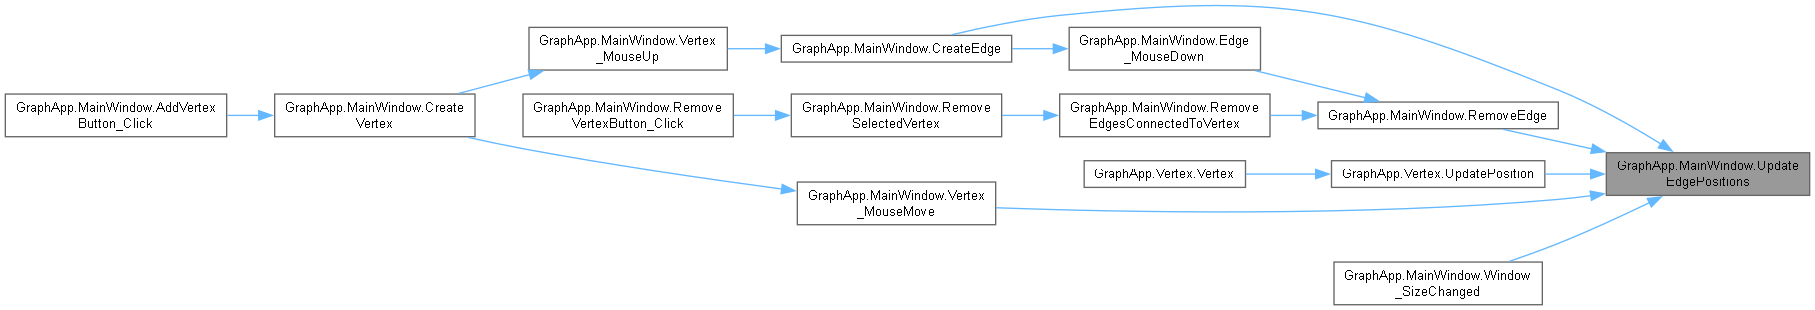 GraphApp.MainWindow.Vertex
_MouseUp
GraphApp.MainWindow.CreateEdge
GraphApp.MainWindow.Edge
_MouseDown
GraphApp.MainWindow.AddVertex
Button_Click
GraphApp.MainWindow.Create
Vertex
GraphApp.MainWindow.Remove
VertexButton_Click
GraphApp.MainWindow.Remove
SelectedVertex
GraphApp.MainWindow.Remove
EdgesConnectedToVertex
GraphApp.MainWindow.RemoveEdge
GraphApp.Vertex.Vertex
GraphApp.Vertex.UpdatePosition
GraphApp.MainWindow.Update
EdgePositions
GraphApp.MainWindow.Vertex
_MouseMove
GraphApp.MainWindow.Window
_SizeChanged